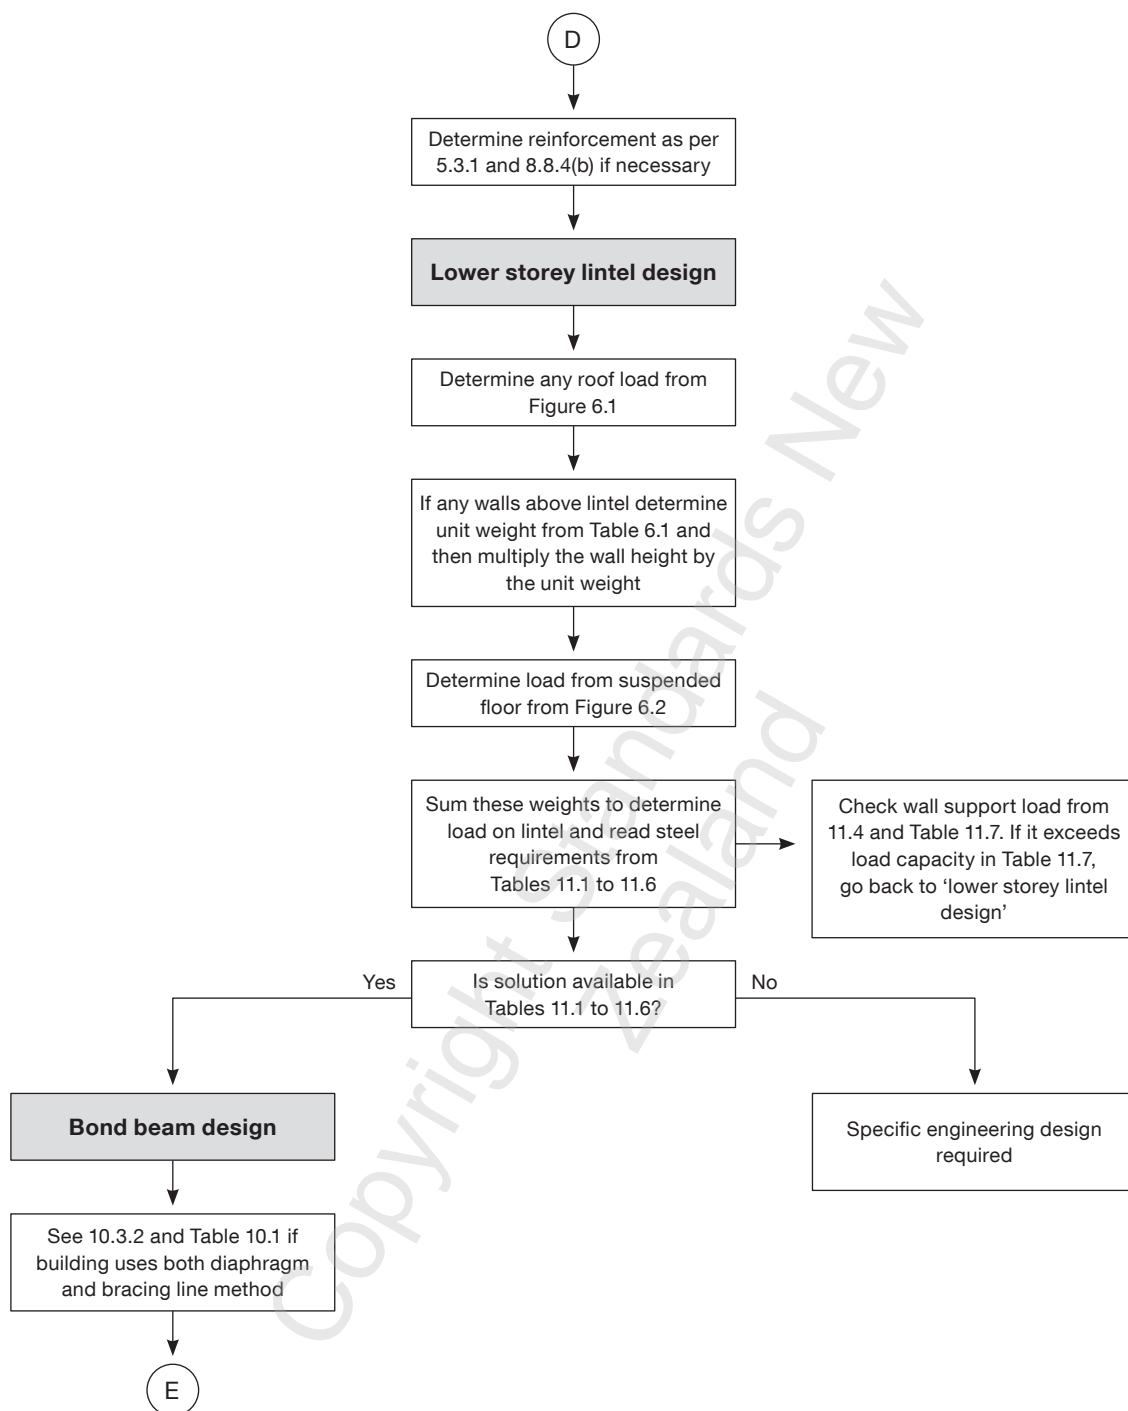 D
Determine reinforcement as per
5.3.1 and 8.8.4(b) if necessary
Lower storey lintel design
Determine any roof load from
Figure 6.1
If any walls above lintel determine
unit weight from Table 6.1 and
then multiply the wall height by
the unit weight
Determine load from suspended
floor from Figure 6.2
Sum these weights to determine
load on lintel and read steel
requirements from
Tables 11.1 to 11.6
Check wall support load from
11.4 and Table 11.7. If it exceeds
load capacity in Table 11.7,
go back to ‘lower storey lintel
design’
Is solution available in
Tables 11.1 to 11.6?
Yes
No
Bond beam design
Specific engineering design
required
See 10.3.2 and Table 10.1 if
building uses both diaphragm
and bracing line method
E
Copyright Standards New
Zealand